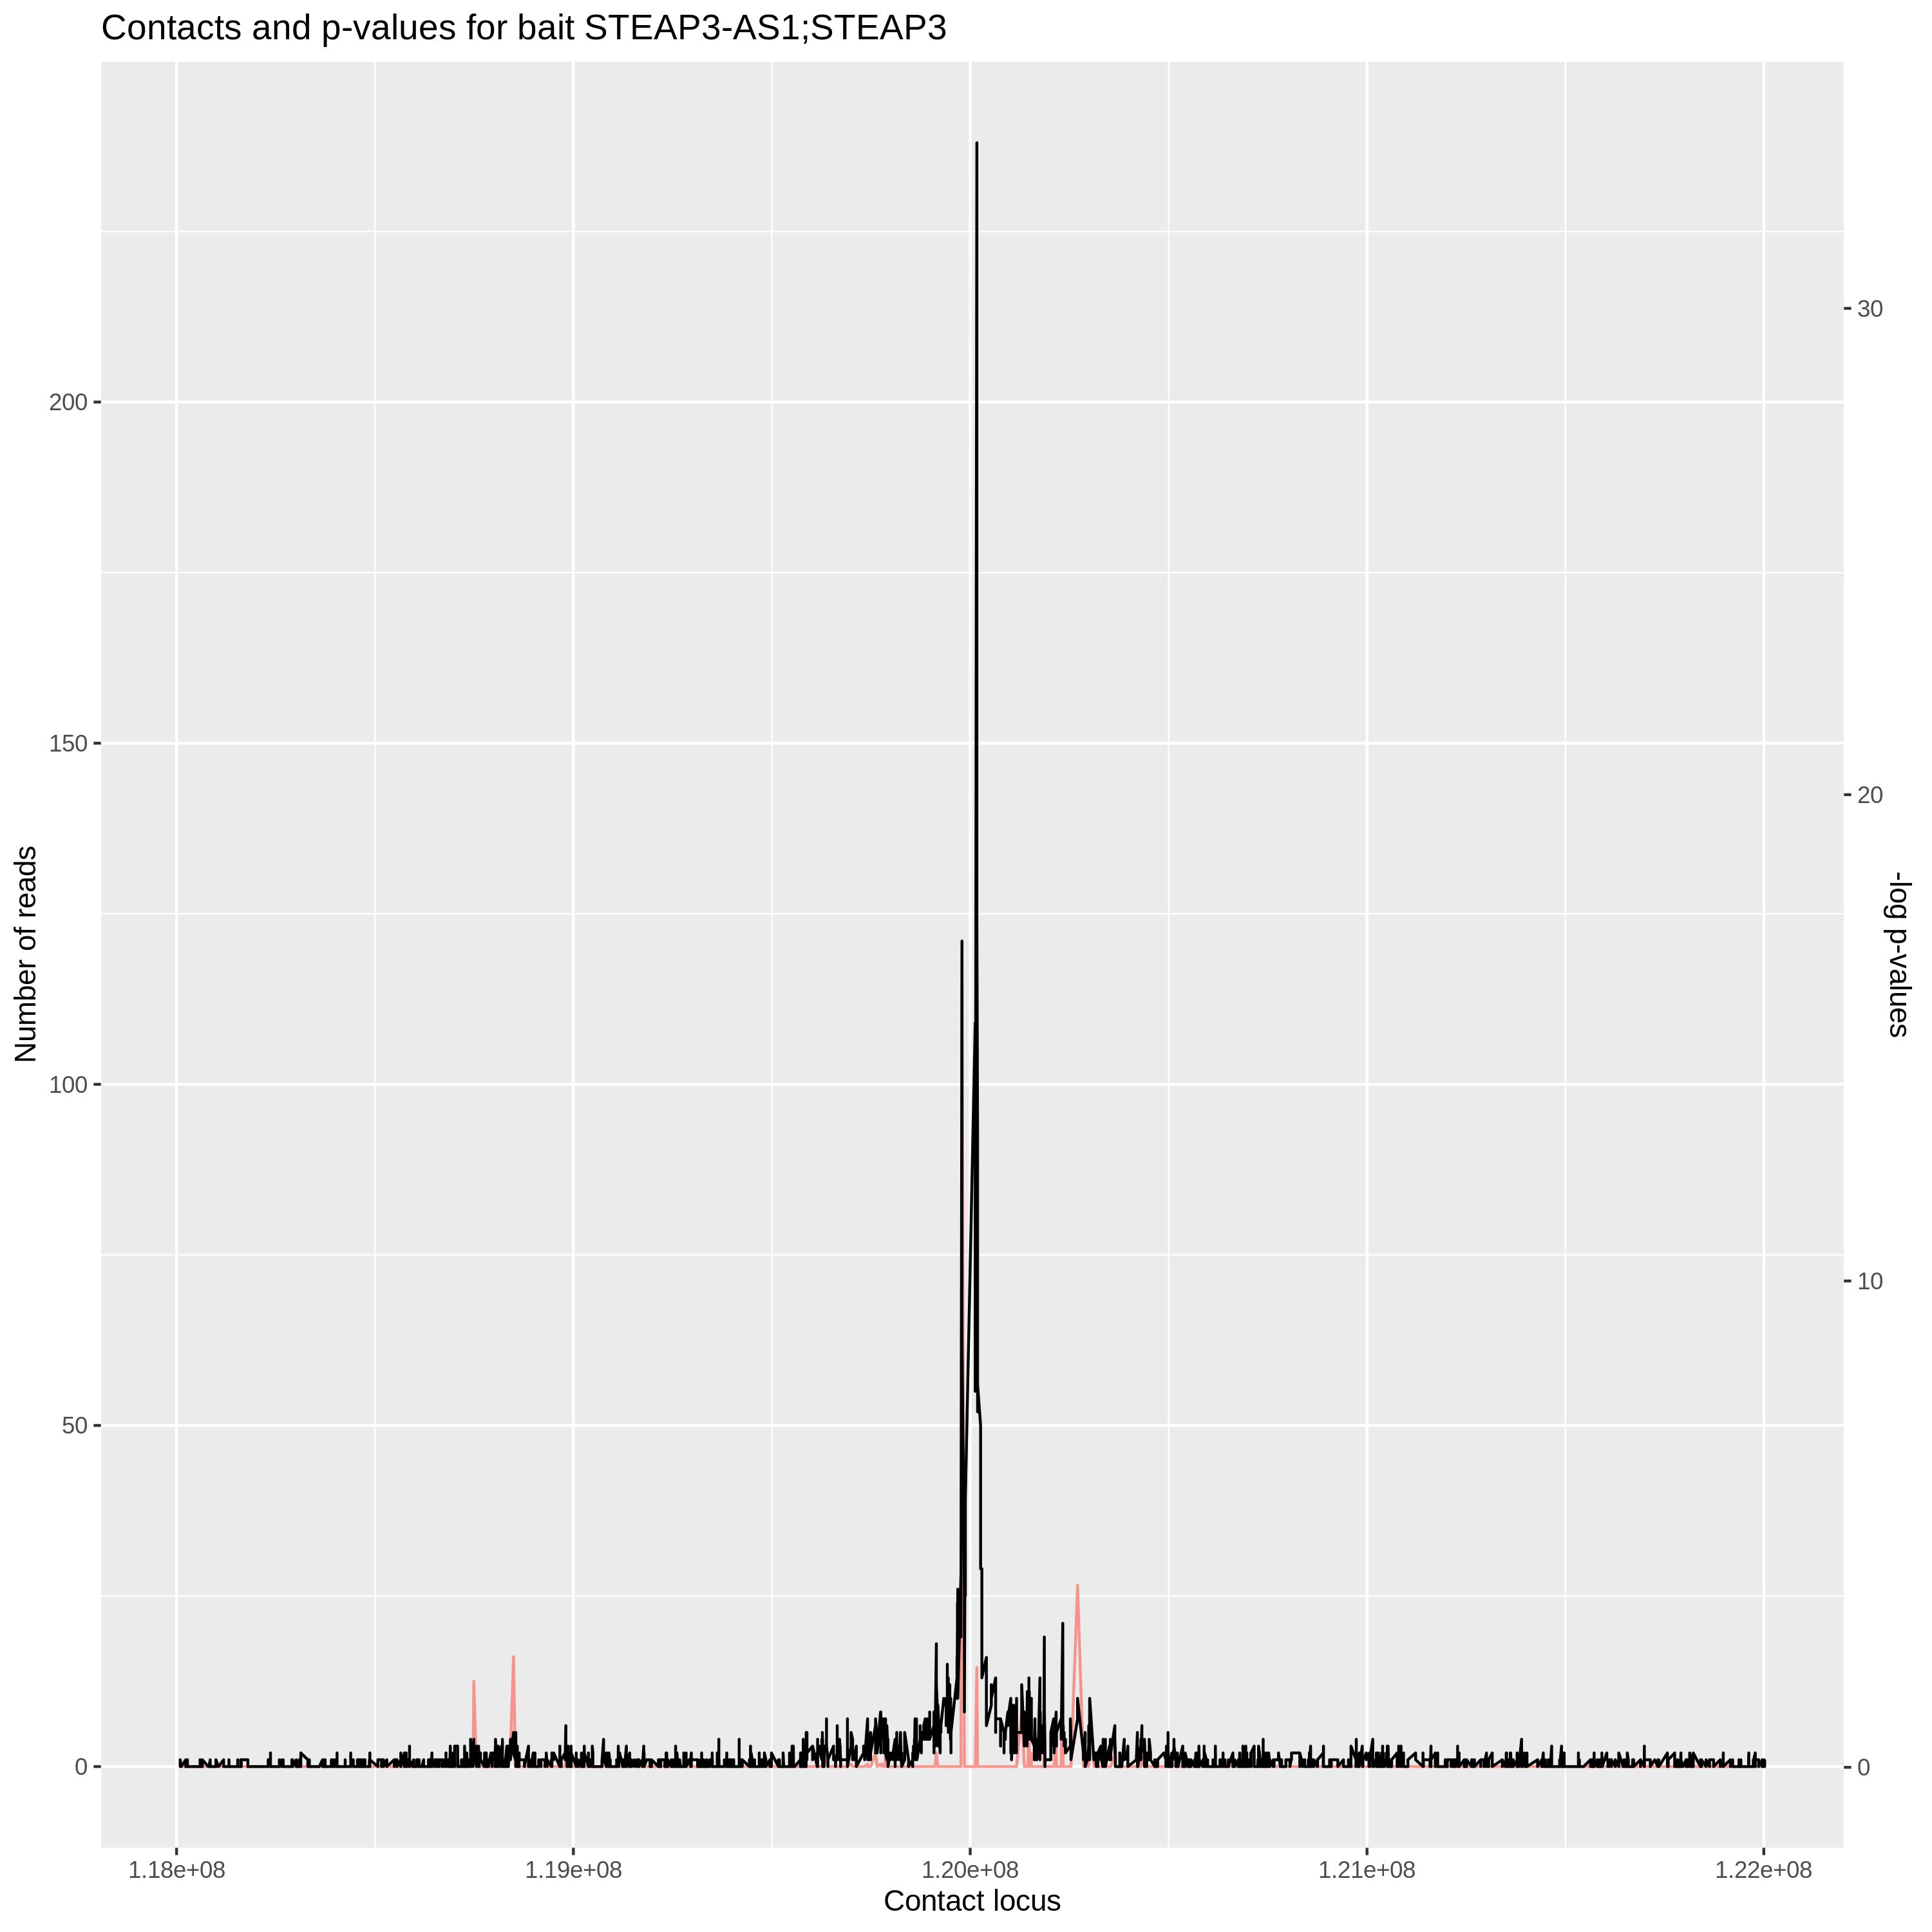 Contacts and p-values for bait STEAP3-AS1;STEAP3
200
150
100
50
0
Number of reads
30
20
10
0
-log p-values
1.18e+08
1.19e+08
1.20e+08
1.21e+08
1.22e+08
Contact locus